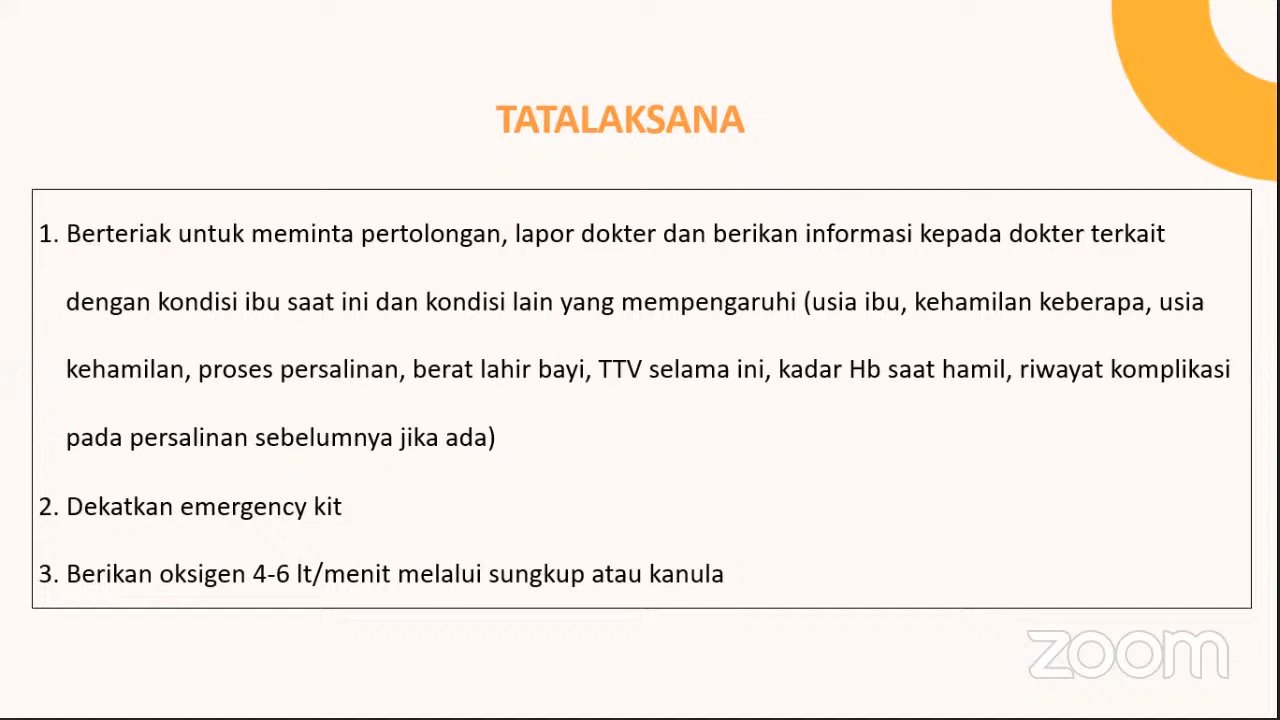 TATALAKSANA
1. Berteriak untuk meminta pertolongan, lapor dokter dan berikan informasi kepada dokter terkait
dengan kondisi ibu saat ini dan kondisi lain yang mempengaruhi (usia ibu, kehamilan keberapa, usia
kehamilan, proses persalinan, berat lahir bayi, TTV selama ini, kadar Hb saat hamil, riwayat komplikasi
pada persalinan sebelumnya jika ada)
2. Dekatkan emergency kit
3. Berikan oksigen 4-6 lt/menit melalui sungkup atau kanula
zoom